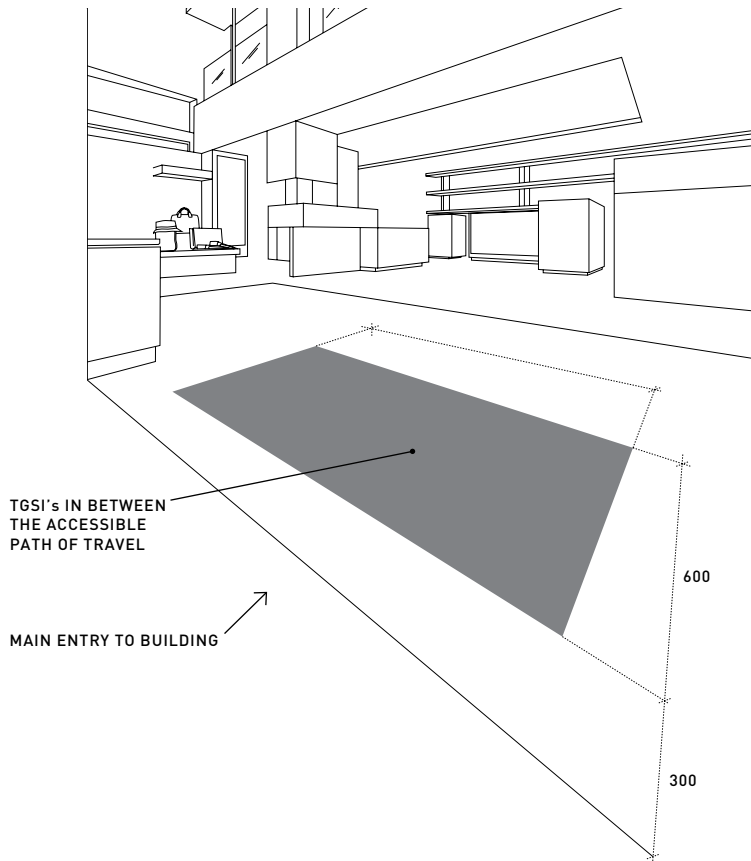 TGSI's IN BETWEEN
THE ACCESSIBLE
PATH OF TRAVEL
600
MAIN ENTRY TO BUILDING
300